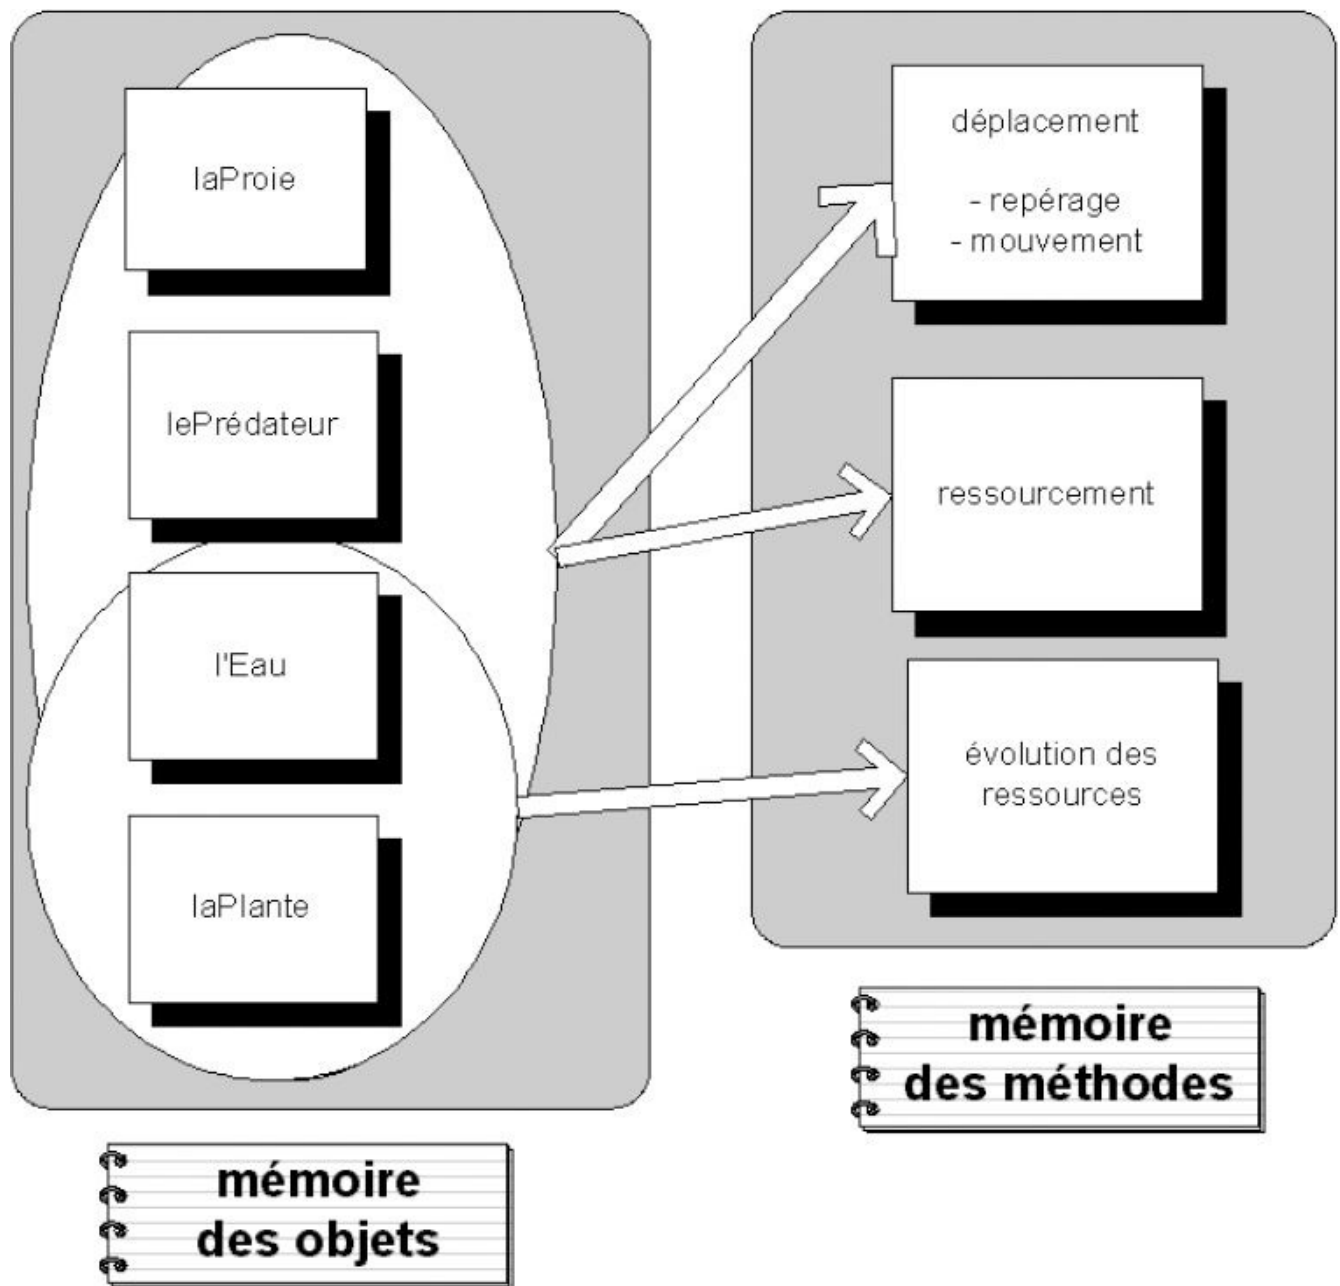 laProie
lePrédateur
l'Eau
laPlante
mémoire
des objets
déplacement
- repérage
- mouvement
ressourcement
évolution des
ressources
mémoire
des méthodes